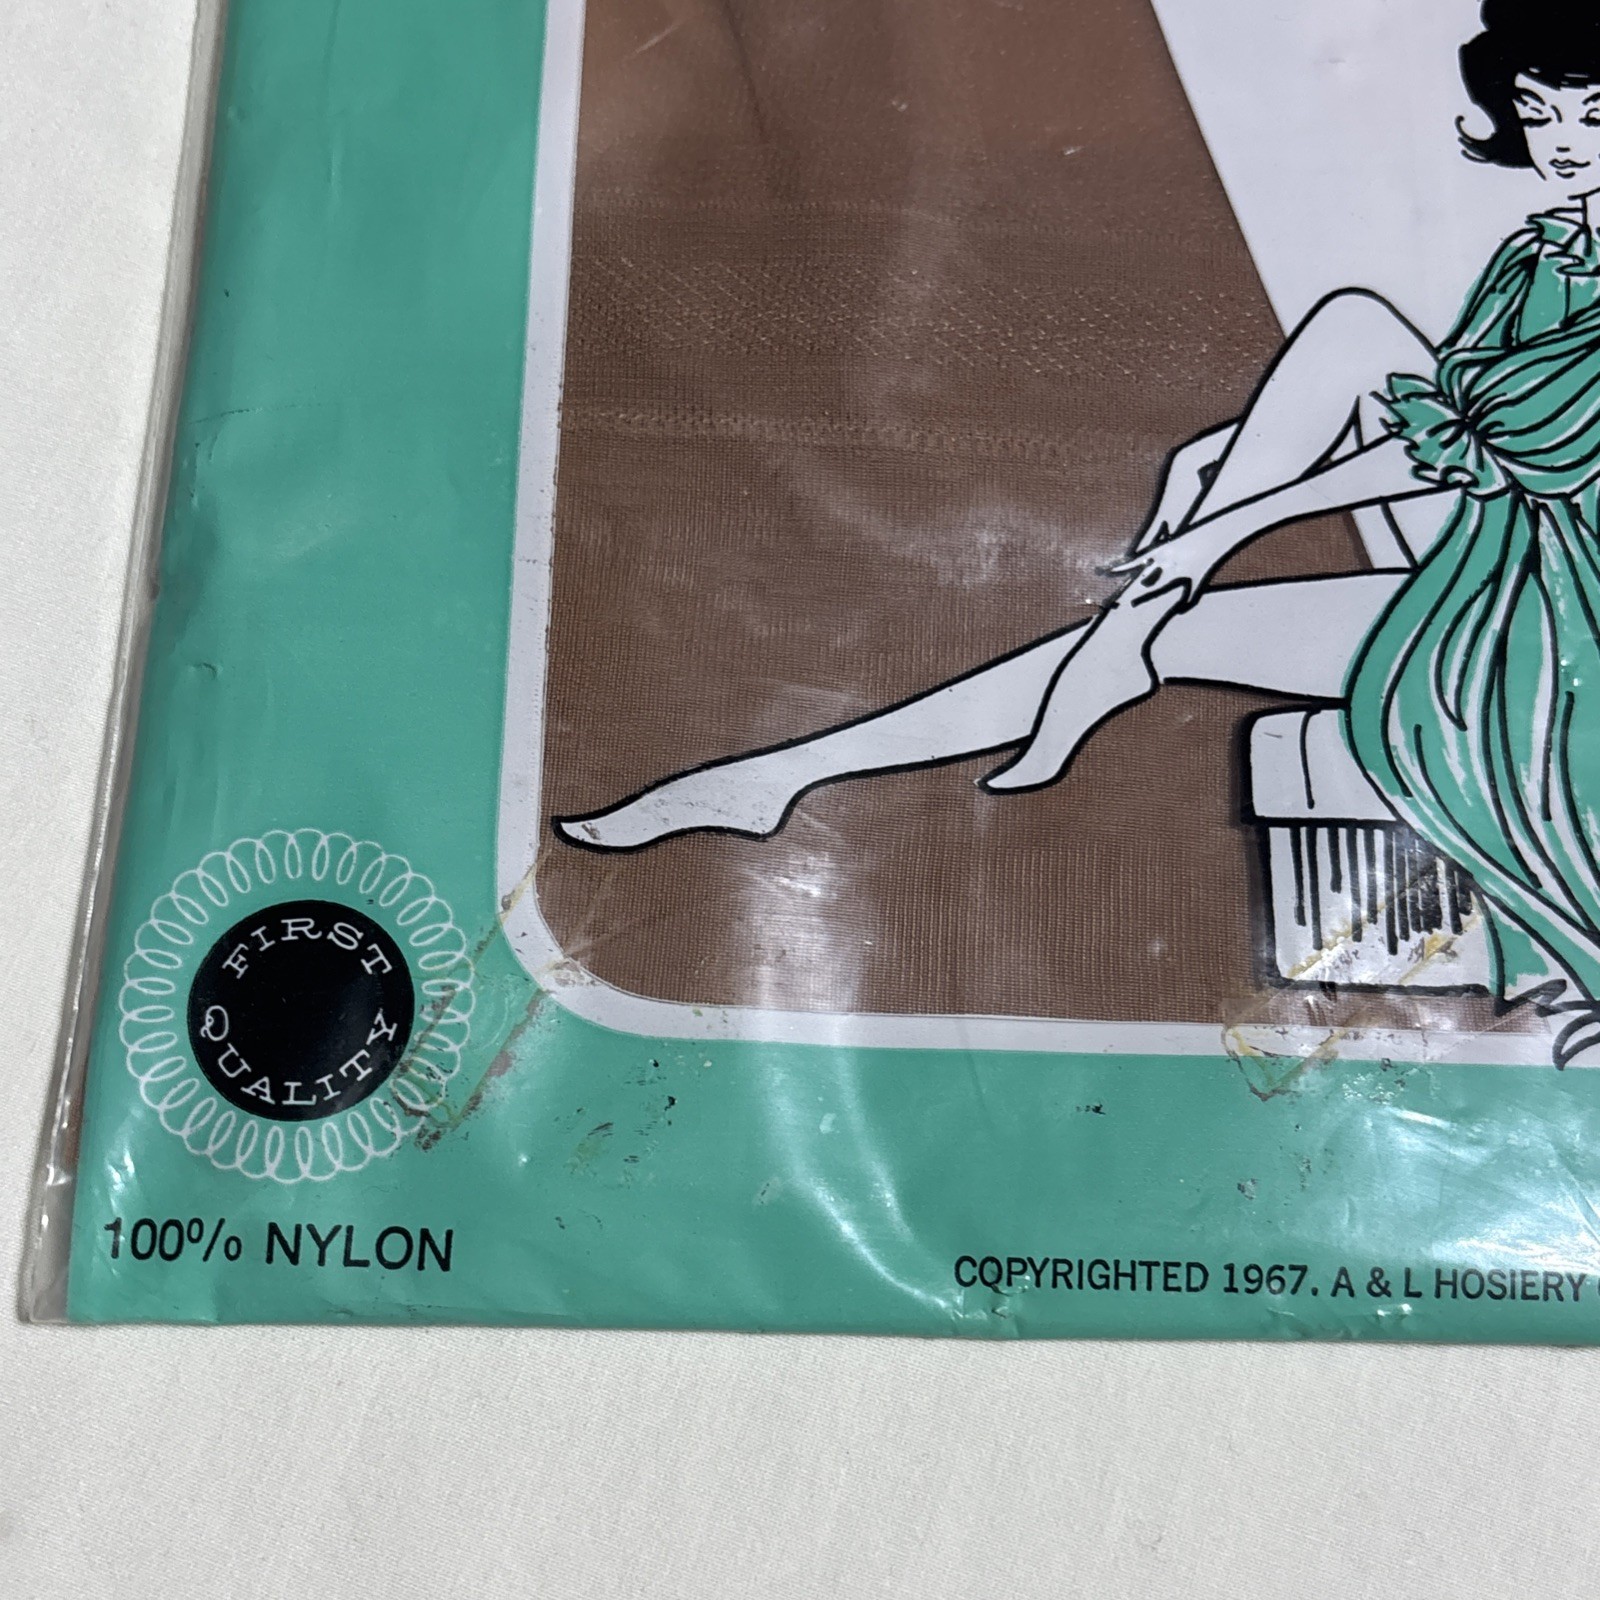 FIRST
QUALITY
100% NYLON
COPYRIGHTED 1967. A & L HOSIERY